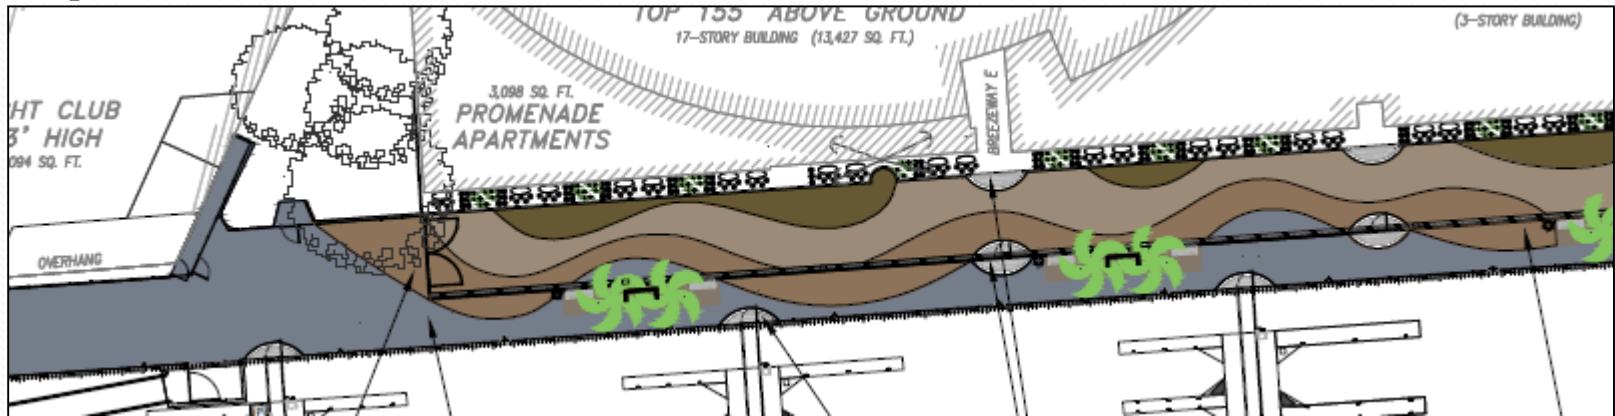 TOP 155' ABOVE GROUND
17-STORY BUILDING (13,427 SQ. FT.)
(3-STORY BUILDING)
HT CLUB
3' HIGH
094 SQ. FT.
3,098 SQ. FT.
PROMENADE
APARTMENTS
BREEZEWAY E
OVERHANG